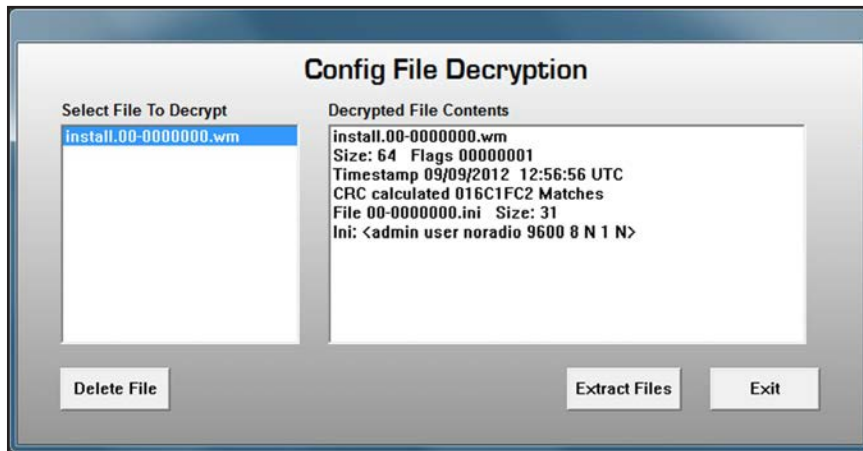 Config File Decryption
Select File To Decrypt
install.00-0000000.wm
Decrypted File Contents
install.00-0000000.wm
Size: 64 Flags 00000001
Timestamp 09/09/2012 12:56:56 UTC
CRC calculated 016C1FC2 Matches
File 00-0000000.ini Size: 31
Ini: <admin user noradio 9600 8 N 1 N>
Delete File
Extract Files
Exit